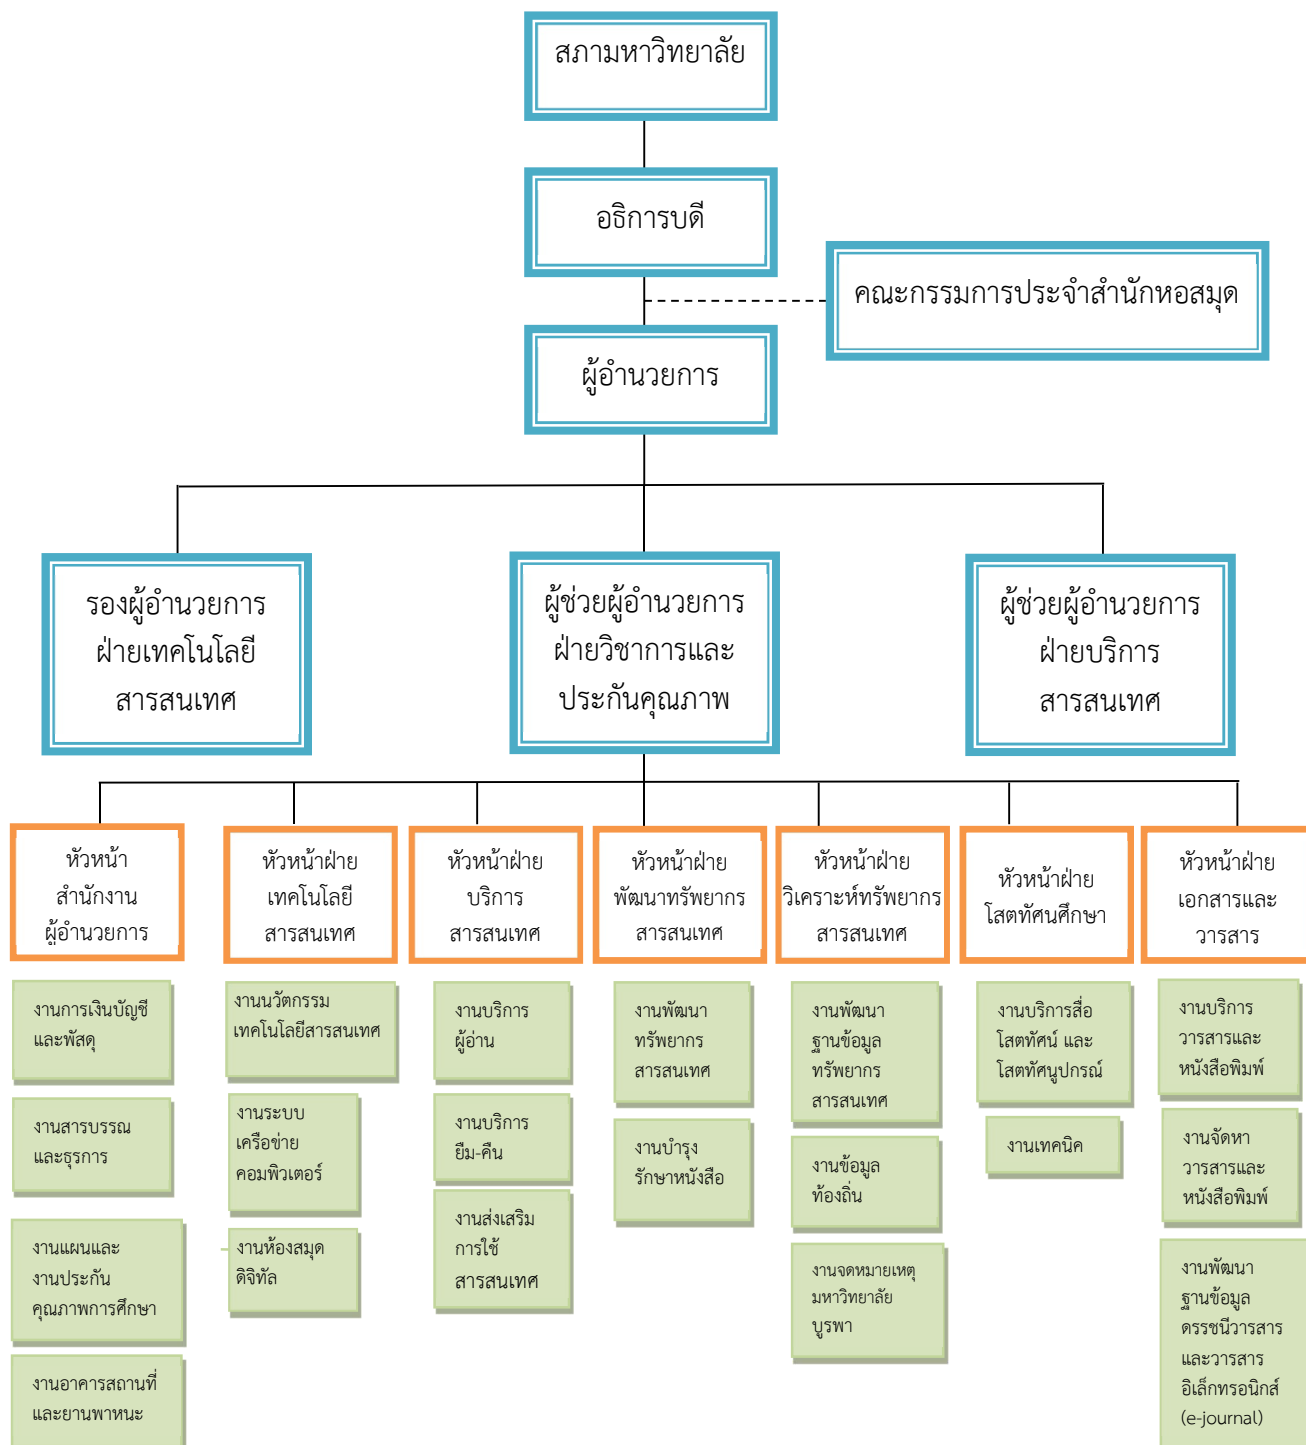 สภามหาวิทยาลัย
อธิการบดี
คณะกรรมการประจำสำนักหอสมุด
ผู้อำนวยการ
รองผู้อำนวยการ
ฝ่ายเทคโนโลยี
สารสนเทศ
ผู้ช่วยผู้อำนวยการ
ฝ่ายวิชาการและ
ประกันคุณภาพ
ผู้ช่วยผู้อำนวยการ
ฝ่ายบริการ
สารสนเทศ
หัวหน้า
สำนักงาน
ผู้อำนวยการ
หัวหน้าฝ่าย
เทคโนโลยี
สารสนเทศ
หัวหน้าฝ่าย
บริการ
สารสนเทศ
หัวหน้าฝ่าย
พัฒนาทรัพยากร
สารสนเทศ
หัวหน้าฝ่าย
วิเคราะห์ทรัพยากร
สารสนเทศ
หัวหน้าฝ่าย
โสตทัศนศึกษา
หัวหน้าฝ่าย
เอกสารและ
วารสาร
งานการเงินบัญชี
และพัสดุ
งานสารบรรณ
และธุรการ
งานแผนและ
งานประกัน
คุณภาพการศึกษา
งานอาคารสถานที่
และยานพาหนะ
งานนวัตกรรม
เทคโนโลยีสารสนเทศ
งานระบบ
เครือข่าย
คอมพิวเตอร์
งานห้องสมุด
ดิจิทัล
งานบริการ
ผู้อ่าน
งานบริการ
ยืม-คืน
งานส่งเสริม
การใช้
สารสนเทศ
งานพัฒนา
ทรัพยากร
สารสนเทศ
งานบำรุง
รักษาหนังสือ
งานพัฒนา
ฐานข้อมูล
ทรัพยากร
สารสนเทศ
งานข้อมูล
ท้องถิ่น
งานจดหมายเหตุ
มหาวิทยาลัย
บูรพา
งานบริการสื่อ
โสตทัศน์ และ
โสตทัศนูปกรณ์
งานเทคนิค
งานบริการ
วารสารและ
หนังสือพิมพ์
งานจัดหา
วารสารและ
หนังสือพิมพ์
งานพัฒนา
ฐานข้อมูล
ดรรชนีวารสาร
และวารสาร
อิเล็กทรอนิกส์
(e-journal)